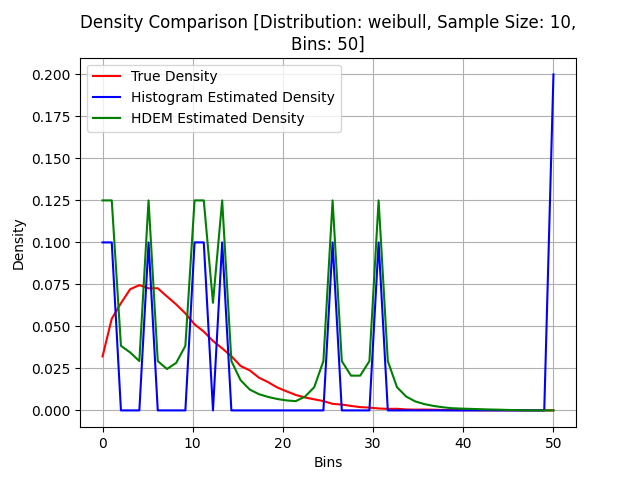 Density Comparison [Distribution: weibull, Sample Size: 10,
Bins: 50]
True Density
Histogram Estimated Density
HDEM Estimated Density
0.200
0.175
0.150
0.125
0.100
0.075
0.050
0.025
0.000
Density
0 10 20 30 40 50
Bins